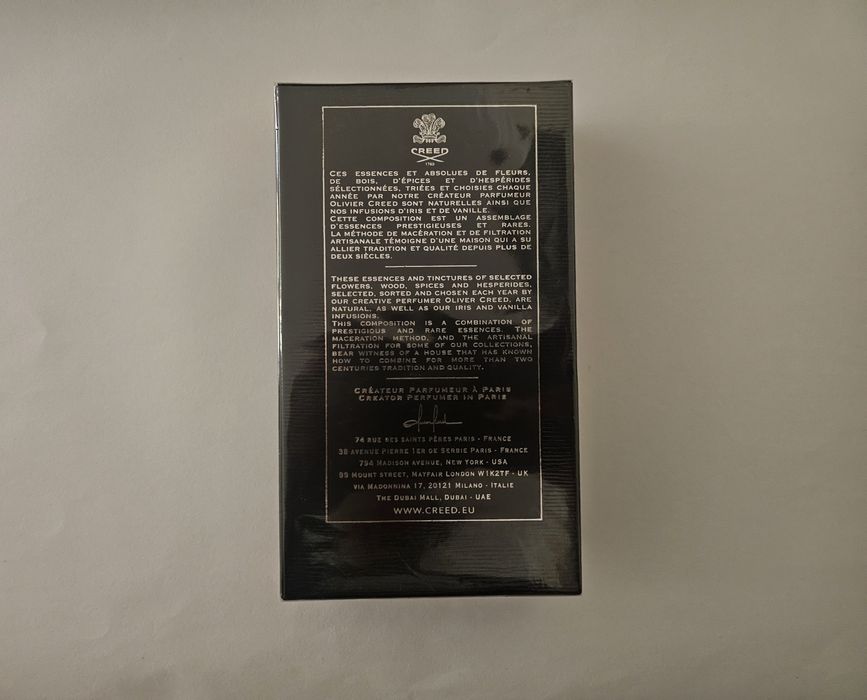 CREED
1760
CES ESSENCES ET ABSOLUES DE FLEURS,
DE BOIS, D'ÉPICES ET D'HESPÉRIDES
SÉLECTIONNÉES, TRIÉES ET CHOISIES CHAQUE
ANNÉE PAR NOTRE CRÉATEUR PARFUMEUR
OLIVIER CREED SONT NATURELLES AINSI QUE
NOS INFUSIONS D'IRIS ET DE VANILLE.
CETTE COMPOSITION EST UN ASSEMBLAGE
D'ESSENCES PRESTIGIEUSES ET RARES.
LA MÉTHODE DE MACÉRATION ET DE FILTRATION
ARTISANALE TÉMOIGNE D'UNE MAISON QUI A SU
ALLIER TRADITION ET QUALITÉ DEPUIS PLUS DE
DEUX SIÈCLES.
THESE ESSENCES AND TINCTURES OF SELECTED
FLOWERS, WOOD, SPICES AND HESPERIDES,
SELECTED, SORTED AND CHOSEN EACH YEAR BY
OUR CREATIVE PERFUMER OLIVER CREED, ARE
NATURAL, AS WELL AS OUR IRIS AND VANILLA
INFUSIONS.
THIS COMPOSITION IS A COMBINATION OF
PRESTIGIOUS AND RARE ESSENCES. THE
MACERATION METHOD, AND THE ARTISANAL
FILTRATION FOR SOME OF OUR COLLECTIONS,
BEAR WITNESS OF A HOUSE THAT HAS KNOWN
HOW TO COMBINE FOR MORE THAN TWO
CENTURIES TRADITION AND QUALITY.
CRÉATEUR PARFUMEUR À PARIS
CREATOR PERFUMER IN PARIS
74 RUE DES SAINTS PÈRES PARIS - FRANCE
38 AVENUE PIERRE 1ER DE SERBIE PARIS - FRANCE
794 MADISON AVENUE, NEW YORK - USA
99 MOUNT STREET, MAYFAIR LONDON W1K2TF - UK
VIA MADONNINA 17, 20121 MILANO - ITALIE
THE DUBAI MALL, DUBAI - UAE
WWW.CREED.EU